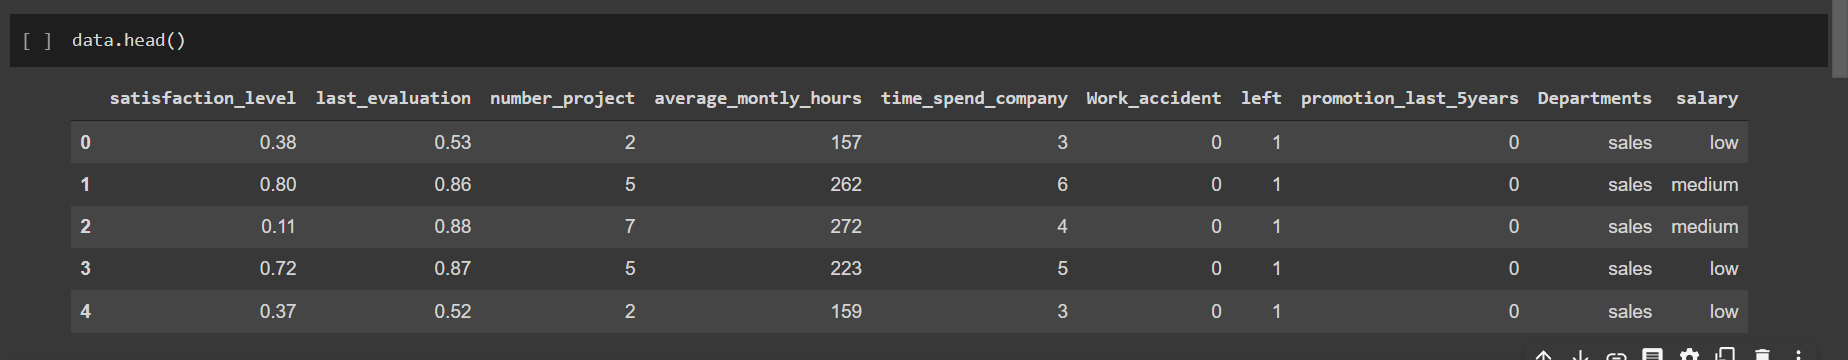 [ ] data.head()
satisfaction_level last_evaluation number_project average_montly_hours time_spend_company Work_accident left promotion_last_5years Departments salary
0 0.38 0.53 2 157 3 0 1 0 sales low
1 0.80 0.86 5 262 6 0 1 0 sales medium
2 0.11 0.88 7 272 4 0 1 0 sales medium
3 0.72 0.87 5 223 5 0 1 0 sales low
4 0.37 0.52 2 159 3 0 1 0 sales low